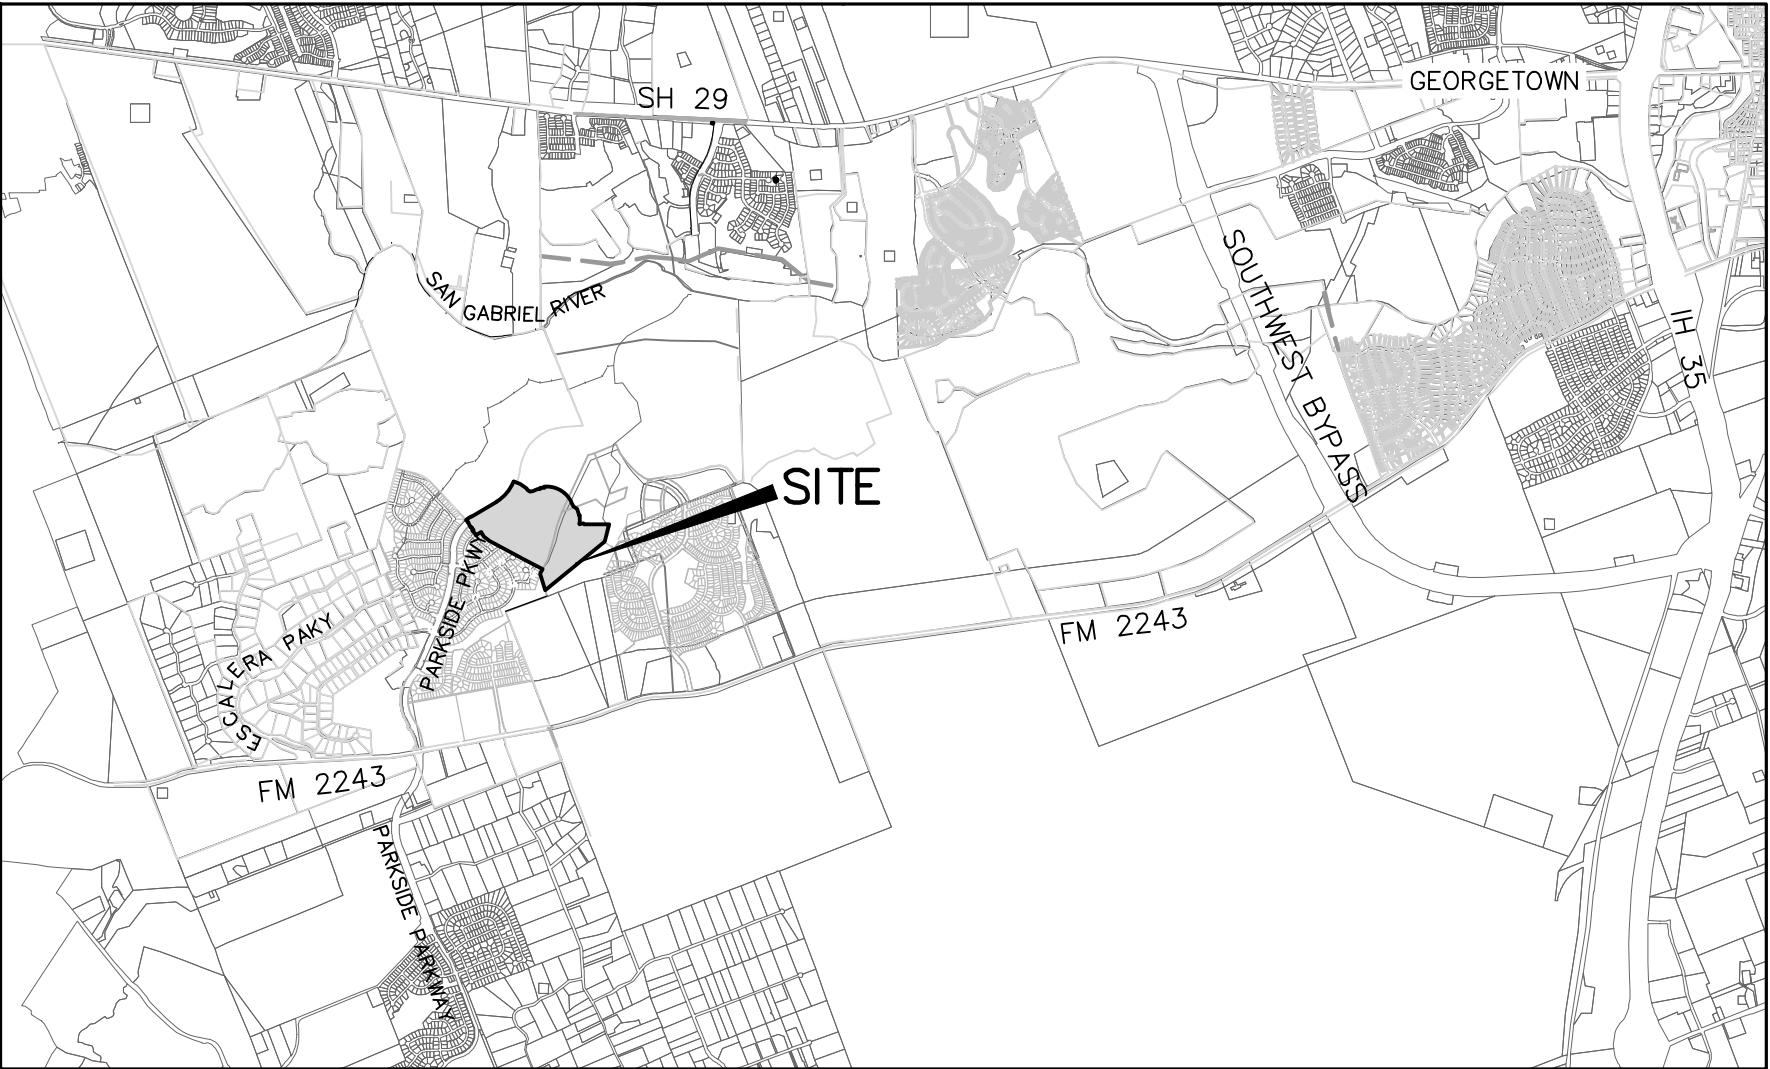 GEORGETOWN
SH 29
SOUTHWEST BYPASS
SAN GABRIEL RIVER
IH 35
SITE
PARKSIDE PKWY
ESCALERA PAKY
FM 2243
FM 2243
PARKSIDE PARKWAY